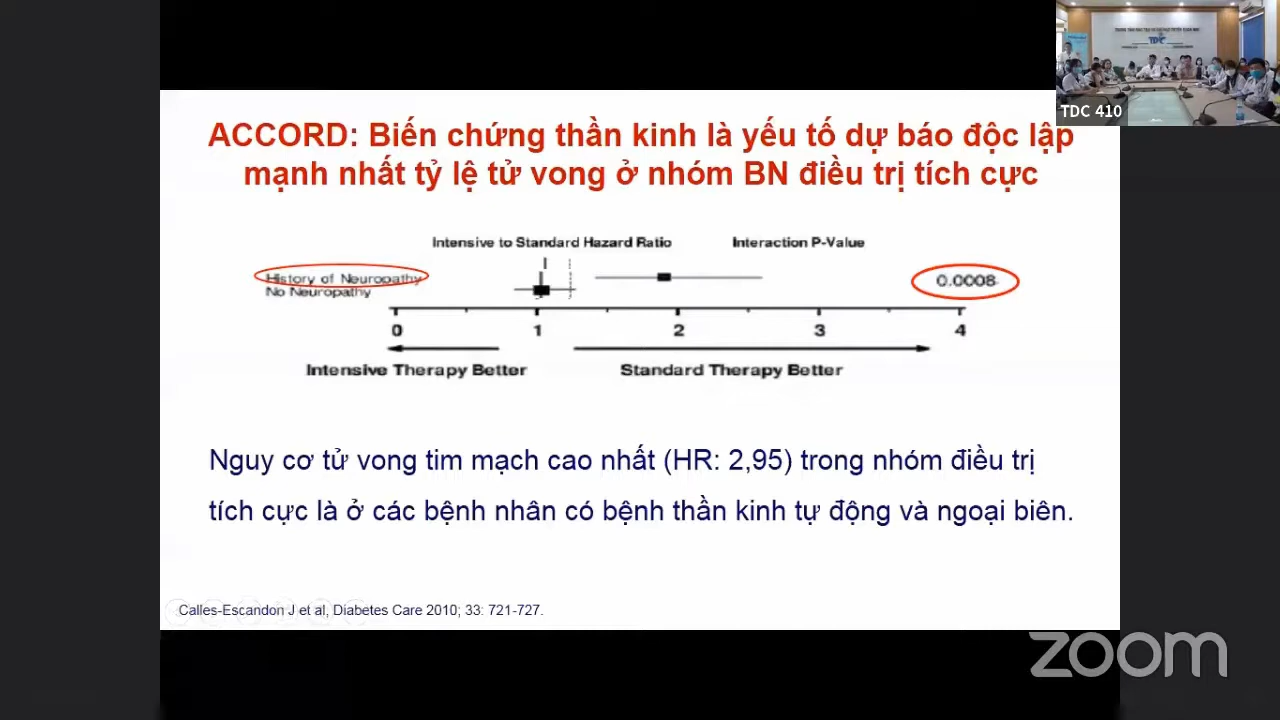 TDC
TDC 410
ACCORD: Biến chứng thần kinh là yếu tố dự báo độc lập
mạnh nhất tỷ lệ tử vong ở nhóm BN điều trị tích cực
Intensive to Standard Hazard Ratio Interaction P-Value
History of Neuropathy 0.0008
No Neuropathy
0 1 2 3 4
Intensive Therapy Better Standard Therapy Better
Nguy cơ tử vong tim mạch cao nhất (HR: 2,95) trong nhóm điều trị
tích cực là ở các bệnh nhân có bệnh thần kinh tự động và ngoại biên.
Calles-Escandon J et al, Diabetes Care 2010; 33: 721-727.
zoom